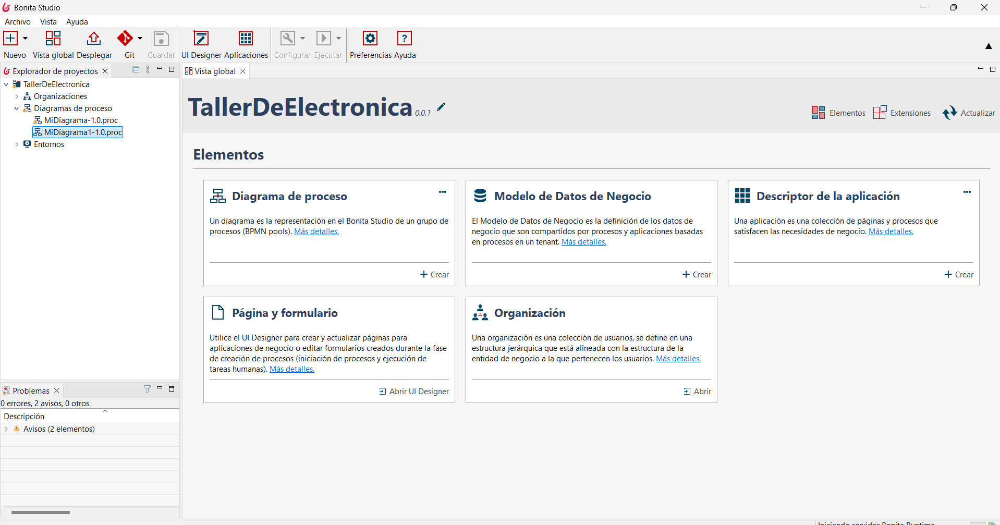 Bonita Studio
Archivo Vista Ayuda
Nuevo Vista global Desplegar Git Guardar UI Designer Aplicaciones Configurar Ejecutar Preferencias Ayuda
Explorador de proyectos
TallerDeElectronica
Organizaciones
Diagramas de proceso
MiDiagrama-1.0.proc
MiDiagrama1-1.0.proc
Entornos
Vista global
TallerDeElectronica 0.0.1
Elementos Extensiones Actualizar
Elementos
Diagrama de proceso
Un diagrama es la representación en el Bonita Studio de un grupo de
procesos (BPMN pools). Más detalles.
Crear
Modelo de Datos de Negocio
El Modelo de Datos de Negocio es la definición de los datos de
negocio que son compartidos por procesos y aplicaciones basadas
en procesos en un tenant. Más detalles.
Crear
Descriptor de la aplicación
Una aplicación es una colección de páginas y procesos que
satisfacen las necesidades de negocio. Más detalles.
Crear
Página y formulario
Utilice el UI Designer para crear y actualizar páginas para
aplicaciones de negocio o editar formularios creados durante la fase
de creación de procesos (iniciación de procesos y ejecución de
tareas humanas). Más detalles.
Abrir UI Designer
Organización
Una organización es una colección de usuarios, se define en una
estructura jerárquica que está alineada con la estructura de la
entidad de negocio a la que pertenecen los usuarios. Más detalles.
Abrir
Problemas
0 errores, 2 avisos, 0 otros
Descripción
Avisos (2 elementos)
Iniciando servidor Bonita Runtime